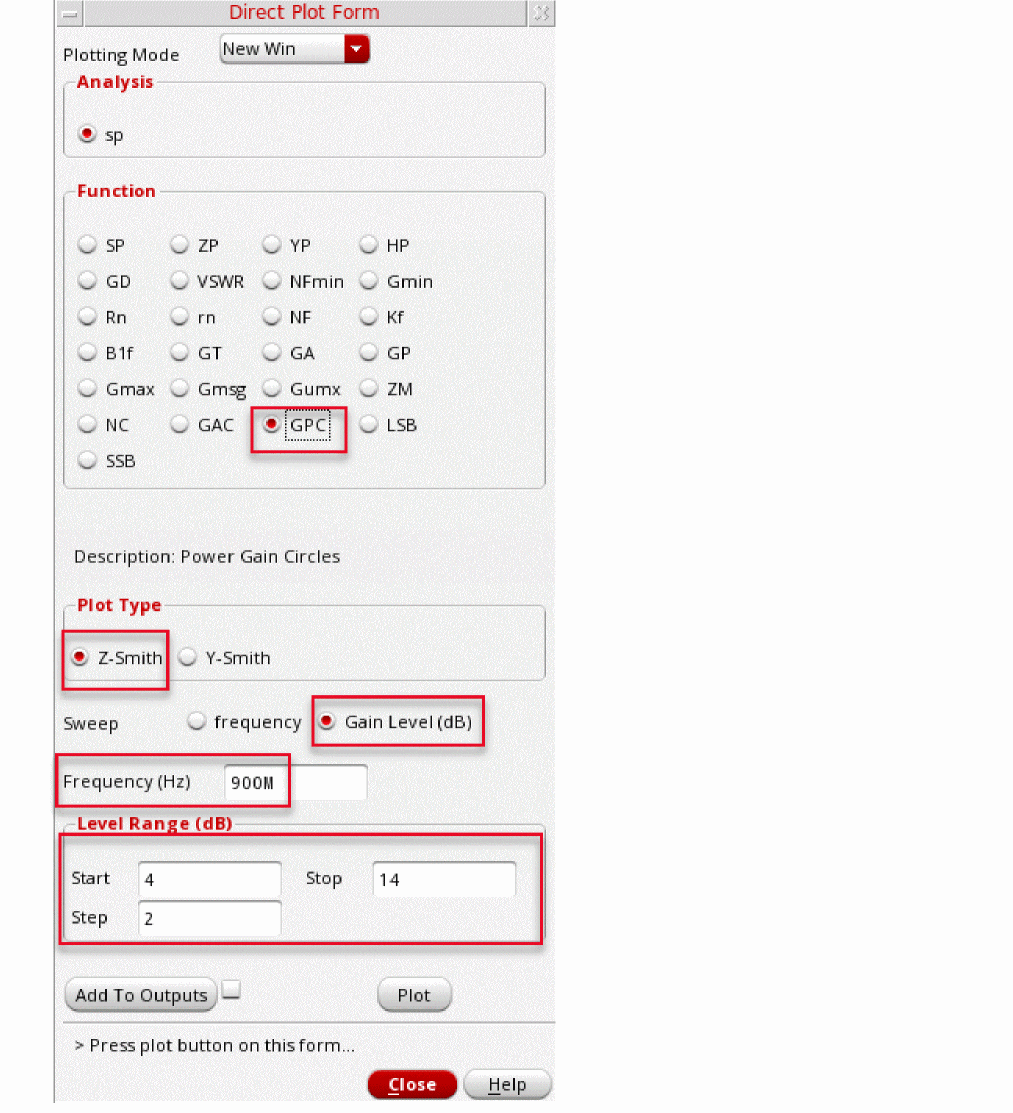 Direct Plot Form
Plotting Mode New Win
Analysis
sp
Function
SP ZP YP HP
GD VSWR NFmin Gmin
Rn rn NF Kf
B1f GT GA GP
Gmax Gmsg Gumx ZM
NC GAC GPC LSB
SSB
Description: Power Gain Circles
Plot Type
Z-Smith Y-Smith
Sweep frequency Gain Level (dB)
Frequency (Hz) 900M
Level Range (dB)
Start 4 Stop 14
Step 2
Add To Outputs Plot
> Press plot button on this form...
Close Help